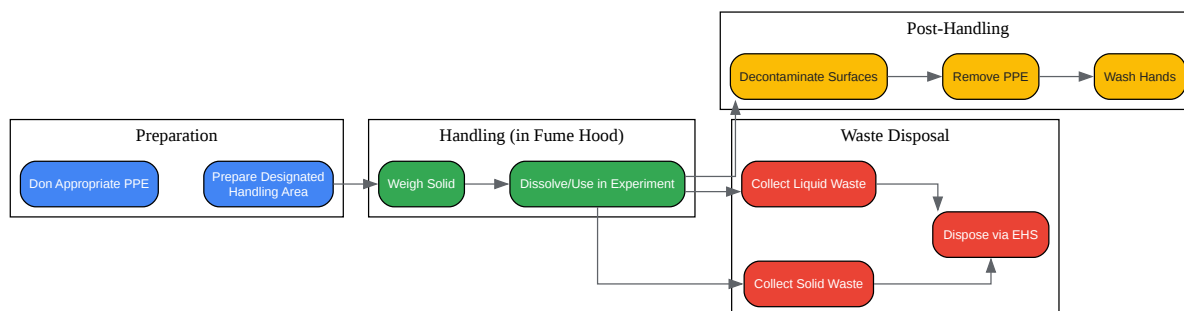 Post-Handling
Decontaminate Surfaces
Remove PPE
Wash Hands
Preparation
Don Appropriate PPE
Prepare Designated
Handling Area
Handling (in Fume Hood)
Weigh Solid
Dissolve/Use in Experiment
Waste Disposal
Collect Liquid Waste
Dispose via EHS
Collect Solid Waste